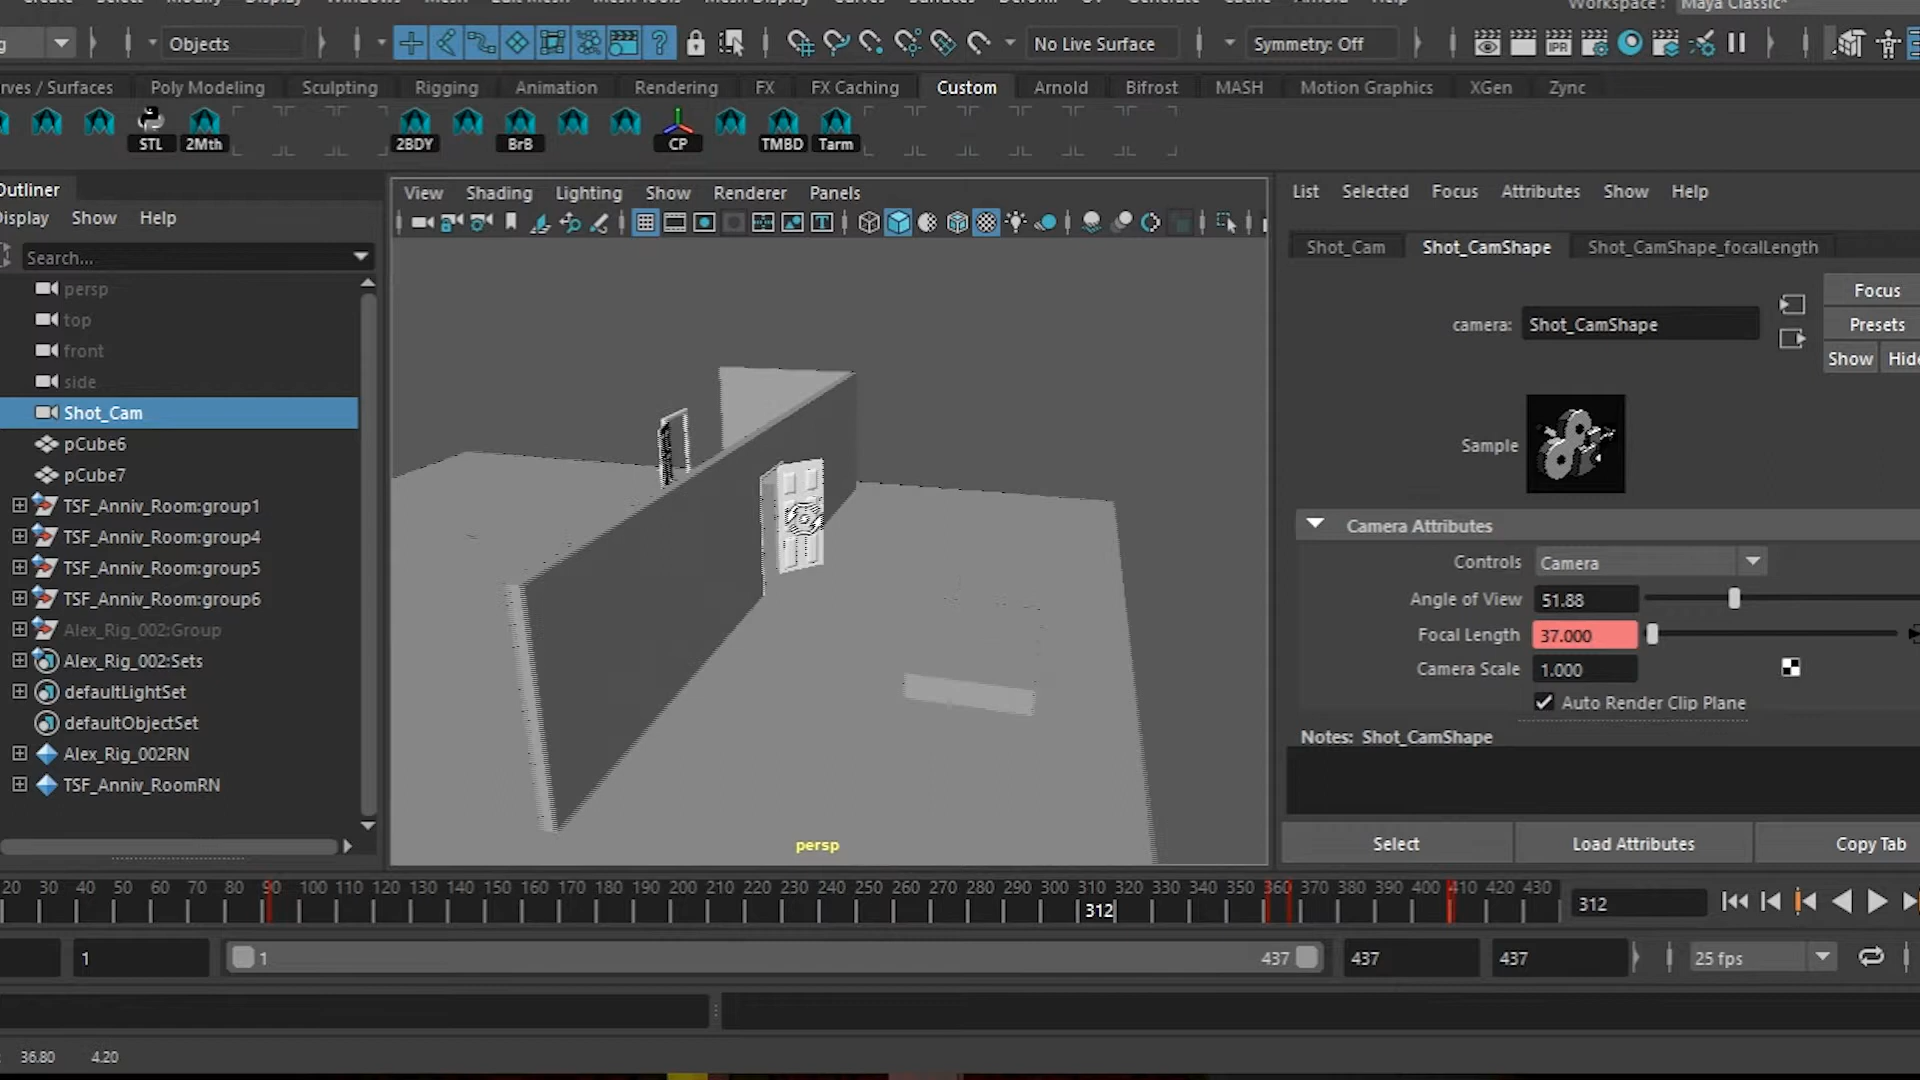 Workspace : Maya Classic*
Objects
No Live Surface
Symmetry: Off
rves / Surfaces Poly Modeling Sculpting Rigging Animation Rendering FX FX Caching Custom Arnold Bifrost MASH Motion Graphics XGen Zync
STL 2Mth 2BDY BrB CP TMBD Tarm
Outliner
Display Show Help
Search...
persp
top
front
side
Shot_Cam
pCube6
pCube7
TSF_Anniv_Room:group1
TSF_Anniv_Room:group4
TSF_Anniv_Room:group5
TSF_Anniv_Room:group6
Alex_Rig_002:Group
Alex_Rig_002:Sets
defaultLightSet
defaultObjectSet
Alex_Rig_002RN
TSF_Anniv_RoomRN
View Shading Lighting Show Renderer Panels
persp
List Selected Focus Attributes Show Help
Shot_Cam Shot_CamShape Shot_CamShape_focalLength
camera: Shot_CamShape
Focus
Presets
Show Hide
Sample
Camera Attributes
Controls Camera
Angle of View 51.88
Focal Length 37.000
Camera Scale 1.000
Auto Render Clip Plane
Notes: Shot_CamShape
Select Load Attributes Copy Tab
20 30 40 50 60 70 80 90 100 110 120 130 140 150 160 170 180 190 200 210 220 230 240 250 260 270 280 290 300 310 320 330 340 350 360 370 380 390 400 410 420 430
312
312
1 1 437 437 437 25 fps
36.80 4.20